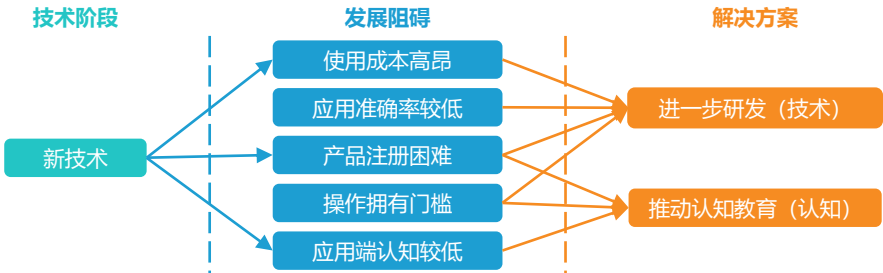 技术阶段
发展阻碍
解决方案
新技术
使用成本高昂
应用准确率较低
产品注册困难
操作拥有门槛
应用端认知较低
进一步研发（技术）
推动认知教育（认知）